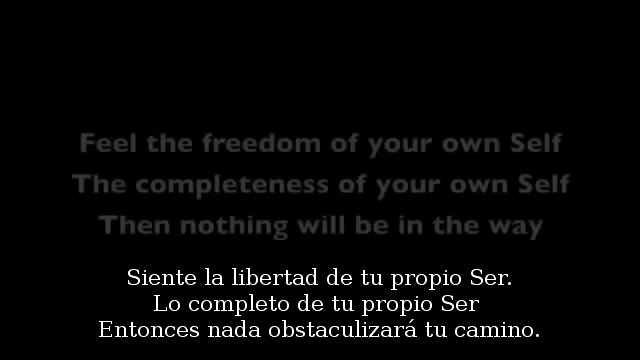 Feel the freedom of your own Self
The completeness of your own Self
Then nothing will be in the way
Siente la libertad de tu propio Ser.
Lo completo de tu propio Ser
Entonces nada obstaculizará tu camino.